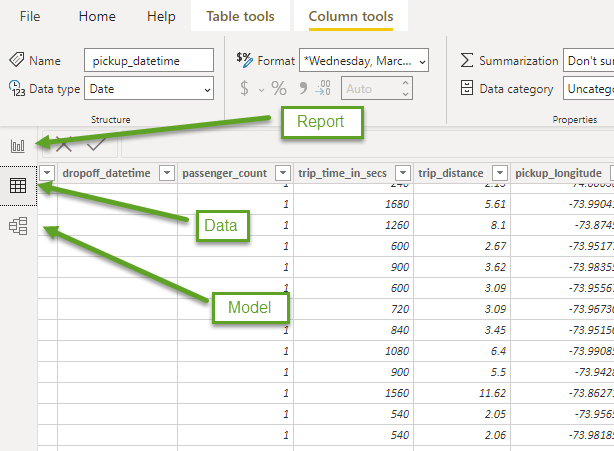 File Home Help Table tools Column tools
Name pickup_datetime
Data type Date
Structure
Format *Wednesday, Marc...
$ % 9 .00 Auto
Summarization Don't sum
Data category Uncateg
Properties
Report
Data
Model
dropoff_datetime passenger_count trip_time_in_secs trip_distance pickup_longitude
1 240 2.15
1 1680 5.61 -73.9904
1 1260 8.1 -73.8745
1 600 2.67 -73.9517
1 900 3.62 -73.9835
1 600 3.09 -73.9556
1 720 3.09 -73.9673
1 840 3.45 -73.9515
1 1080 6.4 -73.9908
1 900 5.5 -73.9428
1 1560 11.62 -73.8627
1 540 2.05 -73.956
1 540 2.06 -73.9818